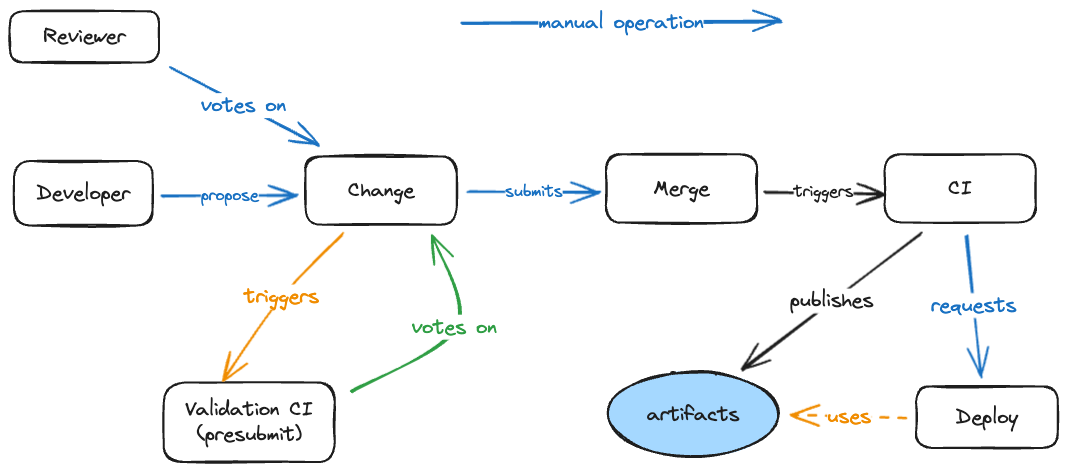 Reviewer
manual operation
votes on
Developer
propose
Change
submits
Merge
triggers
CI
triggers
votes on
publishes
requests
Validation CI
(presubmit)
artifacts
uses
Deploy